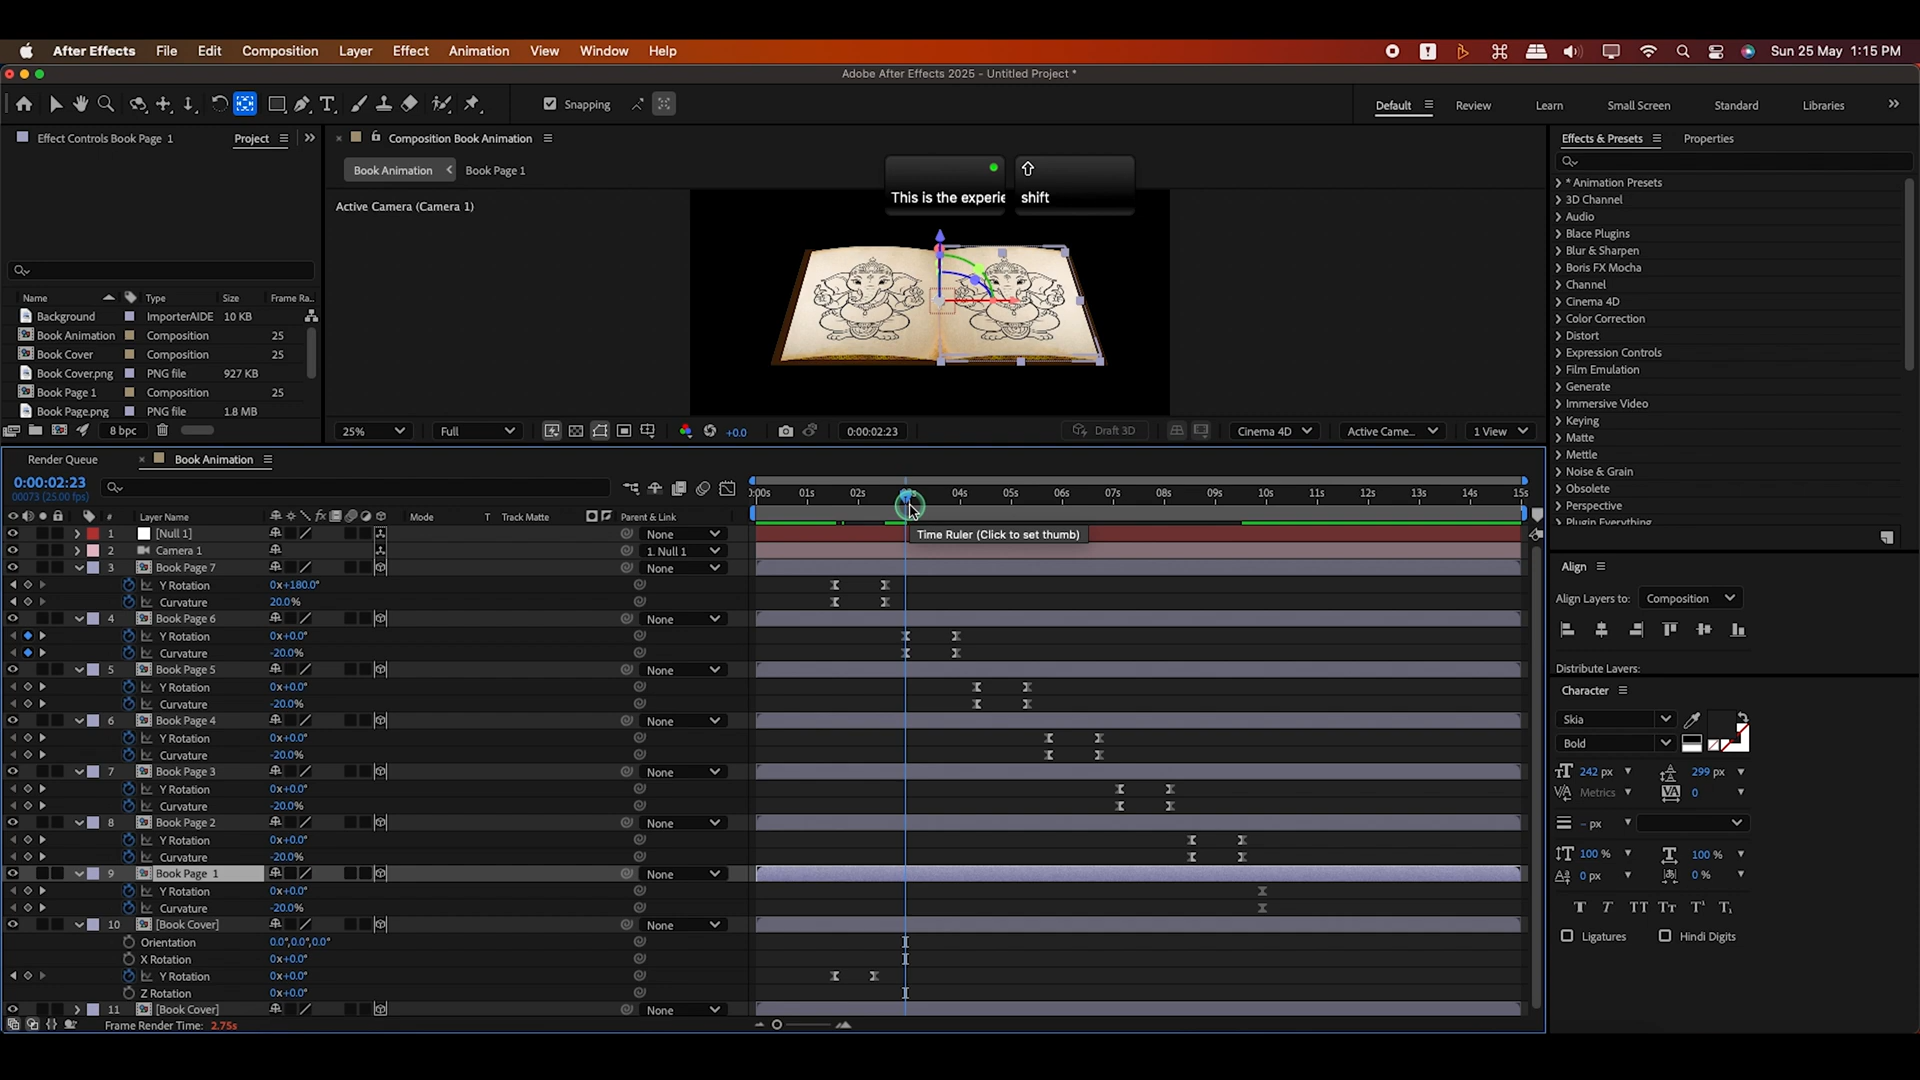 After Effects File Edit Composition Layer Effect Animation View Window Help Sun 25 May 1:15 PM
Adobe After Effects 2025 - Untitled Project *
Snapping Default Review Learn Small Screen Standard Libraries
Effect Controls Book Page 1 Project Composition Book Animation Effects & Presets Properties
Book Animation Book Page 1
This is the experie shift
Active Camera (Camera 1)
Name Type Size Frame Ra..
Background ImporterAIDE 10 KB
Book Animation Composition 25
Book Cover Composition 25
Book Cover.png PNG file 927 KB
Book Page 1 Composition 25
Book Page.png PNG file 1.8 MB
8 bpc 25% Full +0.0 0:00:02:23 Draft 3D Cinema 4D Active Came... 1 View
* Animation Presets
3D Channel
Audio
Blace Plugins
Blur & Sharpen
Boris FX Mocha
Channel
Cinema 4D
Color Correction
Distort
Expression Controls
Film Emulation
Generate
Immersive Video
Keying
Matte
Mettle
Noise & Grain
Obsolete
Perspective
Plugin Everything
Render Queue Book Animation
0:00:02:23
00073 (25.00 fps)
01s 02s 04s 05s 06s 07s 08s 09s 10s 11s 12s 13s 14s 15s
# Layer Name fx Mode T Track Matte Parent & Link
Time Ruler (Click to set thumb)
1 [Null 1] None
2 Camera 1 1. Null 1
3 Book Page 7 None
Y Rotation 0x+180.0°
Curvature 20.0%
4 Book Page 6 None
Y Rotation 0x+0.0°
Curvature -20.0%
5 Book Page 5 None
Y Rotation 0x+0.0°
Curvature -20.0%
6 Book Page 4 None
Y Rotation 0x+0.0°
Curvature -20.0%
7 Book Page 3 None
Y Rotation 0x+0.0°
Curvature -20.0%
8 Book Page 2 None
Y Rotation 0x+0.0°
Curvature -20.0%
9 Book Page 1 None
Y Rotation 0x+0.0°
Curvature -20.0%
10 [Book Cover] None
Orientation 0.0°,0.0°,0.0°
X Rotation 0x+0.0°
Y Rotation 0x+0.0°
Z Rotation 0x+0.0°
11 [Book Cover] None
Frame Render Time: 2.75s
Align
Align Layers to: Composition
Distribute Layers:
Character
Skia
Bold
242 px 299 px
Metrics 0
- px
100 % 100 %
0 px 0 %
T T TT Tr T¹ T₁
Ligatures Hindi Digits